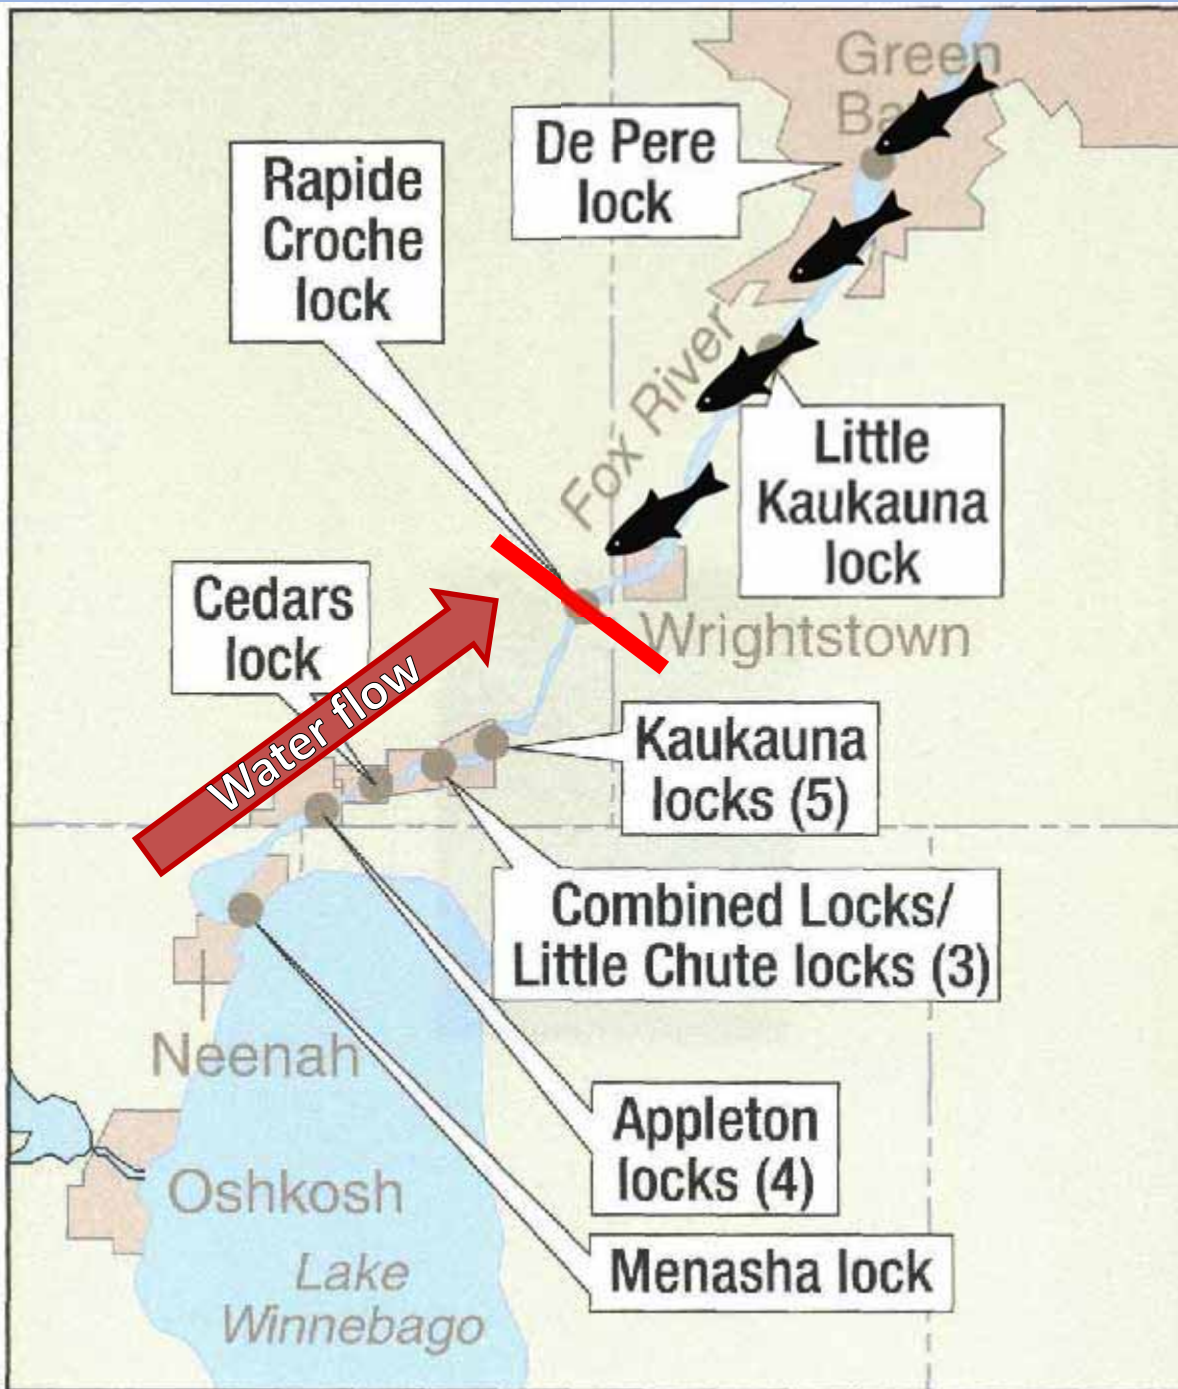 Green
Bay
De Pere
lock
Rapide
Croche
lock
Fox River
Little
Kaukauna
lock
Cedars
lock
Wrightstown
Water flow
Kaukauna
locks (5)
Combined Locks/
Little Chute locks (3)
Neenah
Appleton
locks (4)
Oshkosh
Menasha lock
Lake
Winnebago